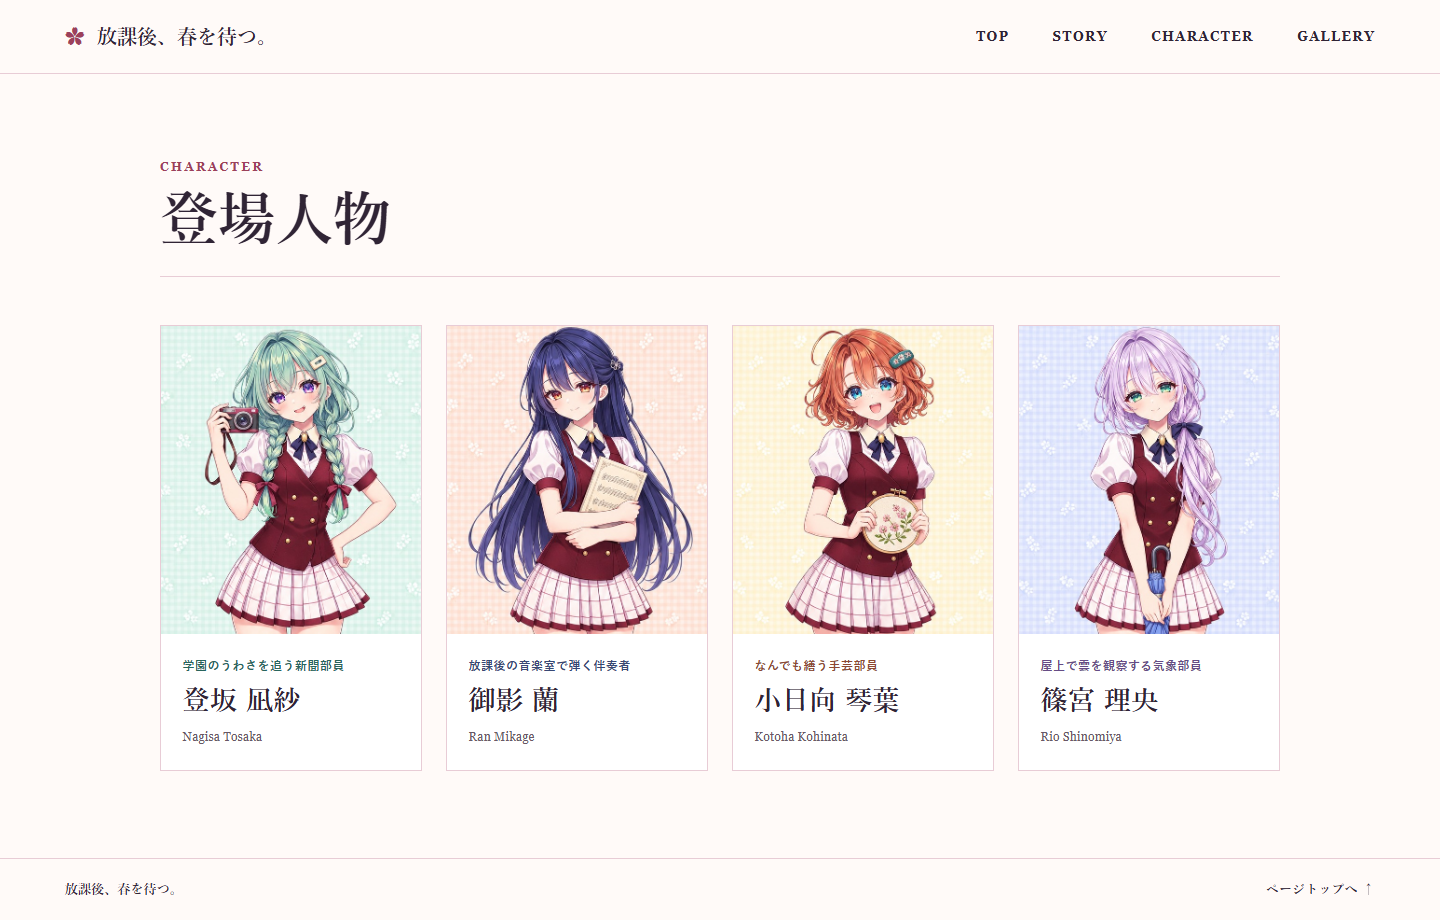 放課後、春を待つ。
TOP STORY CHARACTER GALLERY
CHARACTER
登場人物
学園のうわさを追う新聞部員
登坂 凪紗
Nagisa Tosaka
放課後の音楽室で弾く伴奏者
御影 蘭
Ran Mikage
なんでも繕う手芸部員
小日向 琴葉
Kotoha Kohinata
屋上で雲を観察する気象部員
篠宮 理央
Rio Shinomiya
放課後、春を待つ。
ページトップへ ↑